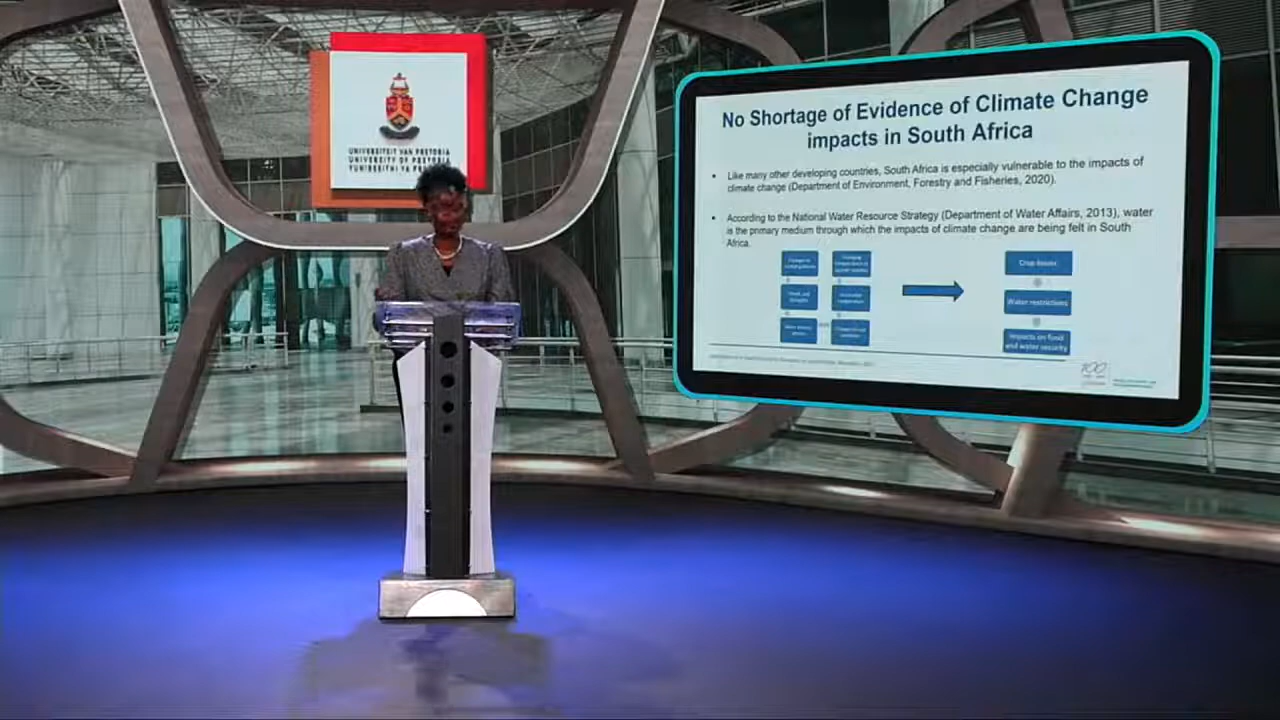 UNIVERSITEIT VAN PRETORIA
UNIVERSITY OF PRETORIA
YUNIBESITHI YA
No Shortage of Evidence of Climate Change
impacts in South Africa
• Like many other developing countries, South Africa is especially vulnerable to the impacts of
climate change (Department of Environment, Forestry and Fisheries, 2020).
• According to the National Water Resource Strategy (Department of Water Affairs, 2013), water
is the primary medium through which the impacts of climate change are being felt in South
Africa.
Crop losses
Water restrictions
Impacts on food
and water security
100